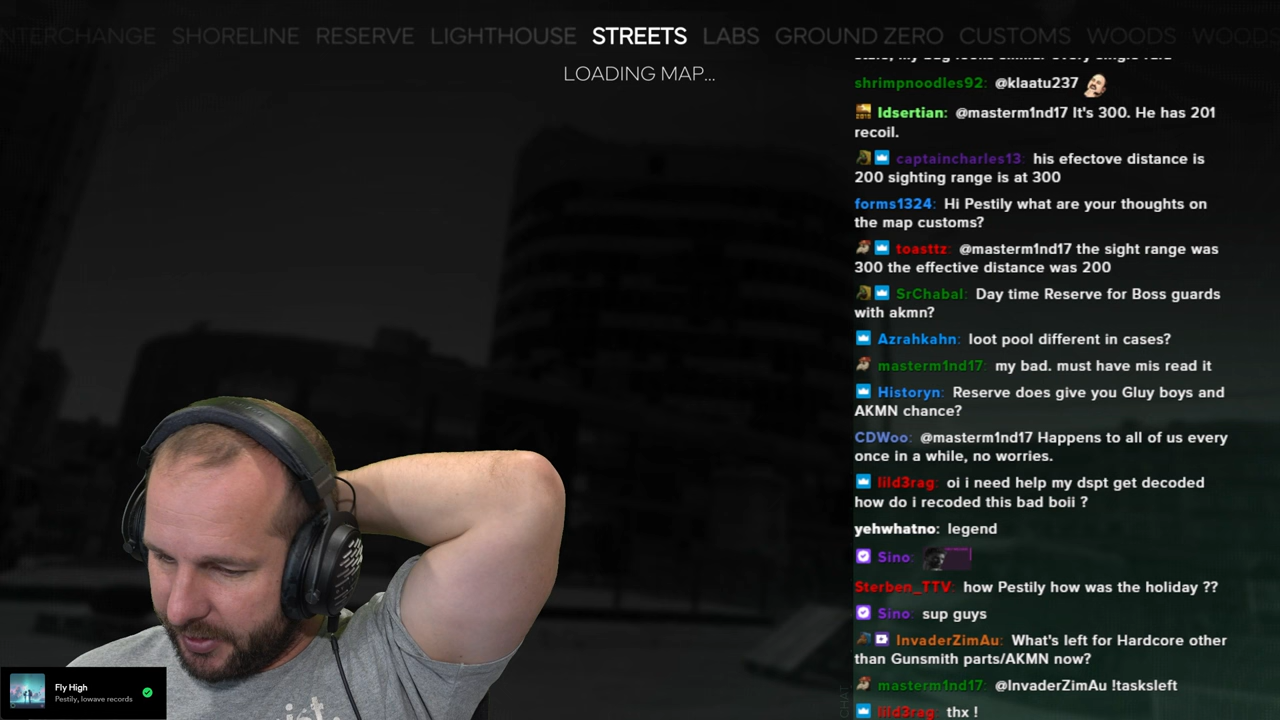 NTERCHANGE SHORELINE RESERVE LIGHTHOUSE STREETS LABS GROUND ZERO CUSTOMS WOODS WOODS
LOADING MAP...
shrimpnoodles92: @klaatu237
Idsertian: @masterm1nd17 It's 300. He has 201
recoil.
captaincharles13: his efectove distance is
200 sighting range is at 300
forms1324: Hi Pestily what are your thoughts on
the map customs?
toasttz: @masterm1nd17 the sight range was
300 the effective distance was 200
SrChabal: Day time Reserve for Boss guards
with akmn?
Azrahkahn: loot pool different in cases?
masterm1nd17: my bad. must have mis read it
Historyn: Reserve does give you Gluy boys and
AKMN chance?
CDWoo: @masterm1nd17 Happens to all of us every
once in a while, no worries.
lild3rag: oi i need help my dspt get decoded
how do i recoded this bad boii ?
yehwhatno: legend
Sino:
Sterben_TTV: how Pestily how was the holiday ??
Sino: sup guys
InvaderZimAu: What's left for Hardcore other
than Gunsmith parts/AKMN now?
masterm1nd17: @InvaderZimAu !tasksleft
lild3rag: thx !
CHAT
Fly High
Pestily, lowave records